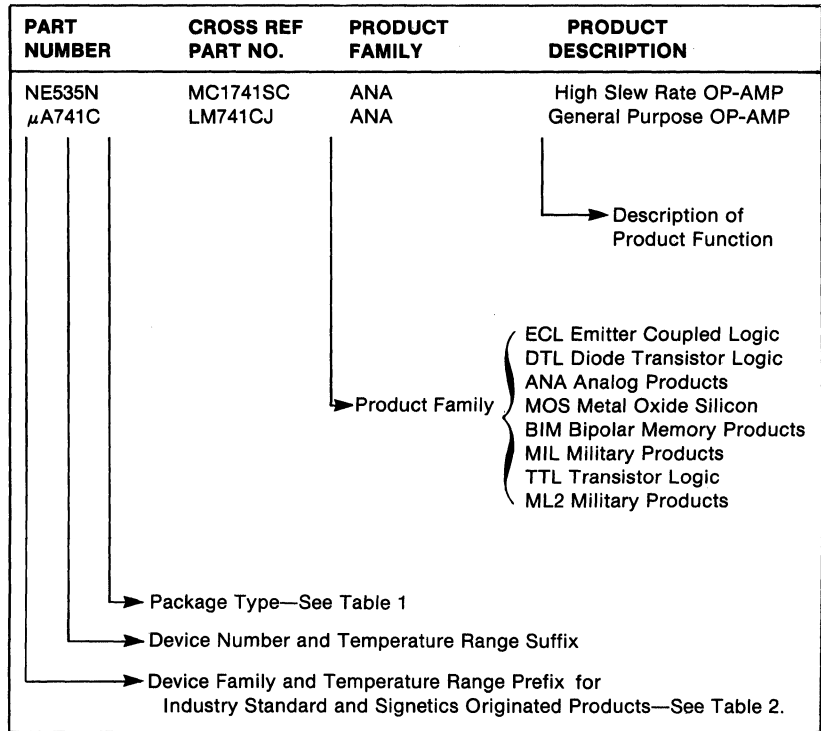 PART NUMBER CROSS REF PART NO. PRODUCT FAMILY PRODUCT DESCRIPTION
NE535N MC1741SC ANA High Slew Rate OP-AMP
μA741C LM741CJ ANA General Purpose OP-AMP
Description of
Product Function
Product Family
ECL Emitter Coupled Logic
DTL Diode Transistor Logic
ANA Analog Products
MOS Metal Oxide Silicon
BIM Bipolar Memory Products
MIL Military Products
TTL Transistor Logic
ML2 Military Products
Package Type—See Table 1
Device Number and Temperature Range Suffix
Device Family and Temperature Range Prefix for
Industry Standard and Signetics Originated Products—See Table 2.